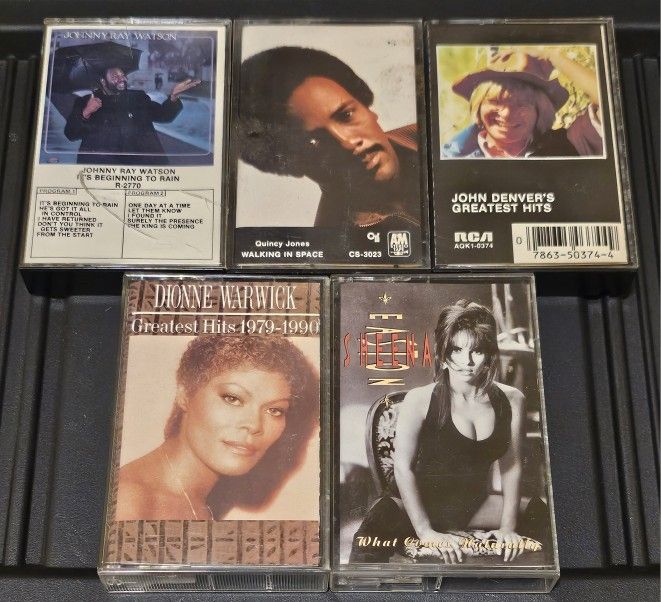 JOHNNY RAY WATSON
JOHNNY RAY WATSON
IT'S BEGINNING TO RAIN
R-2770
PROGRAM 1
IT'S BEGINNING TO RAIN
HE'S GOT IT ALL
IN CONTROL
I HAVE RETURNED
DON'T YOU THINK IT
GETS SWEETER
FROM THE START
PROGRAM 2
ONE DAY AT A TIME
LET THEM KNOW
I FOUND IT
SURELY THE PRESENCE
THE KING IS COMING
Quincy Jones
WALKING IN SPACE
A&M
CS-3023
JOHN DENVER'S
GREATEST HITS
RCA
AGK1-0374
0 7863-50374-4
DIONNE WARWICK
Greatest Hits 1979-1990
SHEENA
EASTON
What Comes Naturally